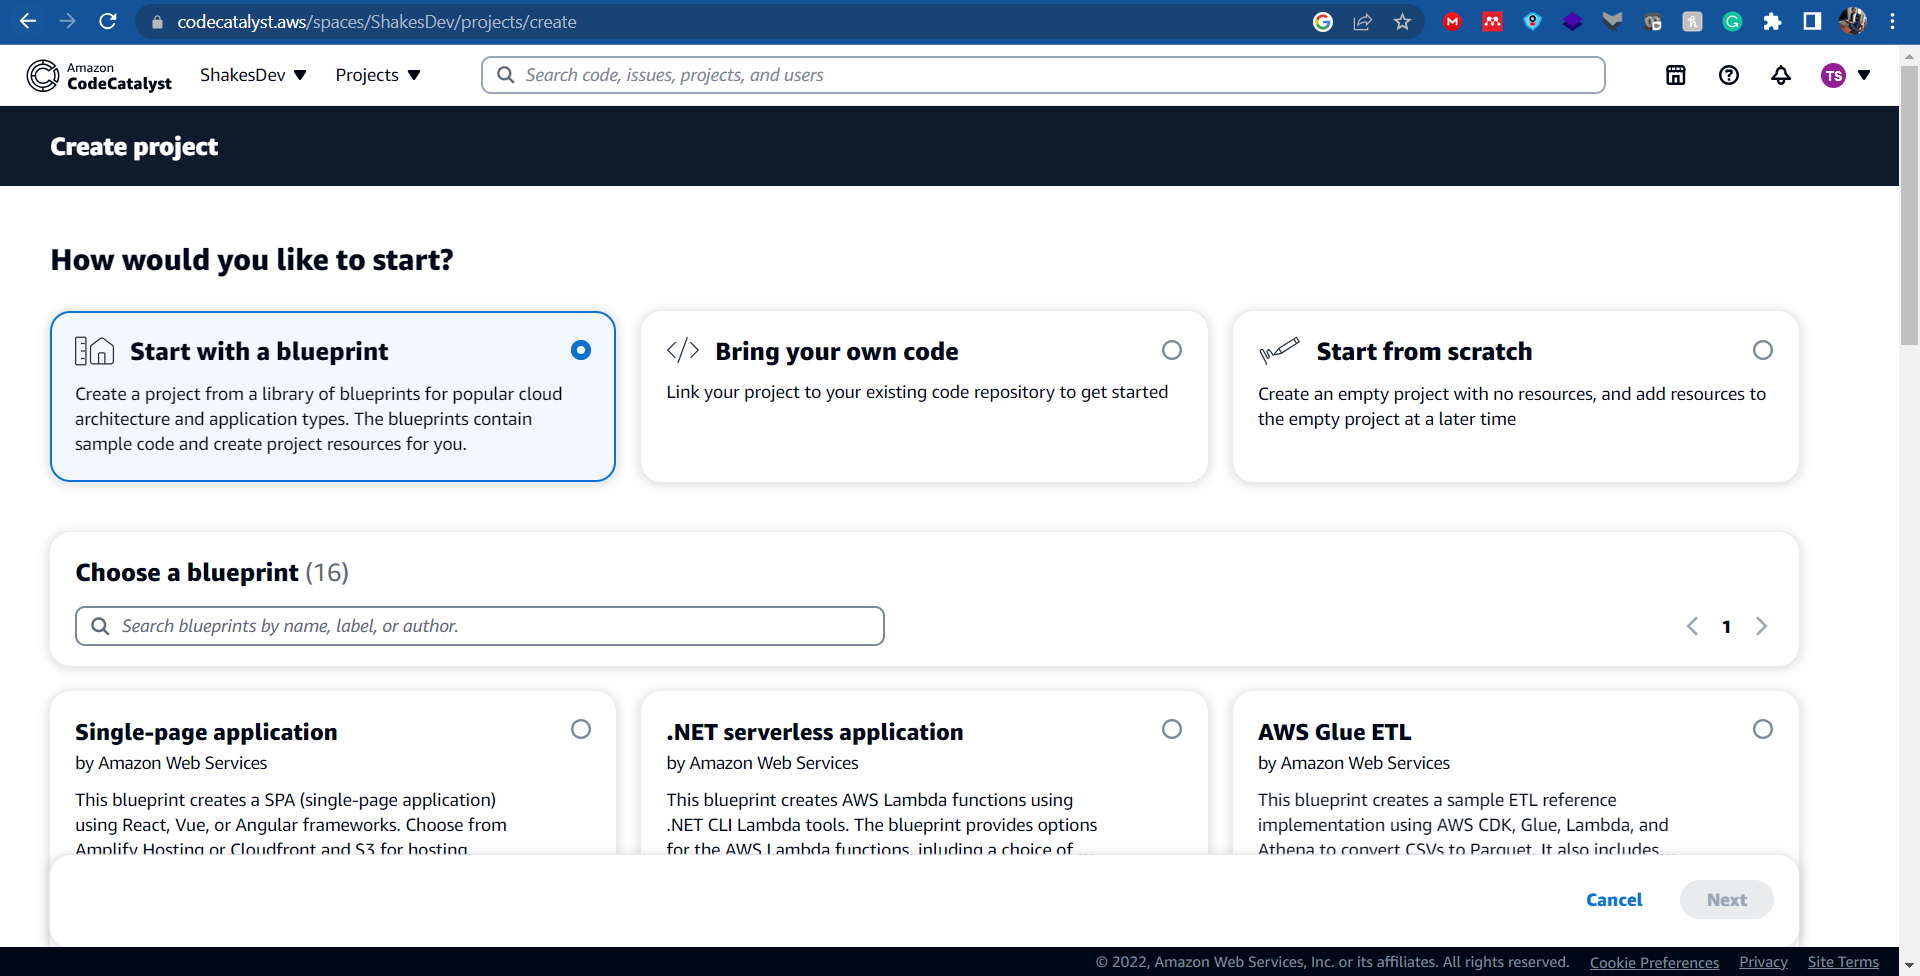 codecatalyst.aws/spaces/ShakesDev/projects/create
Amazon
CodeCatalyst
ShakesDev
Projects
Search code, issues, projects, and users
TS
Create project
How would you like to start?
Start with a blueprint
Create a project from a library of blueprints for popular cloud
architecture and application types. The blueprints contain
sample code and create project resources for you.
Bring your own code
Link your project to your existing code repository to get started
Start from scratch
Create an empty project with no resources, and add resources to
the empty project at a later time
Choose a blueprint (16)
Search blueprints by name, label, or author.
1
Single-page application
by Amazon Web Services
This blueprint creates a SPA (single-page application)
using React, Vue, or Angular frameworks. Choose from
Amplify Hosting or Cloudfront and S3 for hosting.
.NET serverless application
by Amazon Web Services
This blueprint creates AWS Lambda functions using
.NET CLI Lambda tools. The blueprint provides options
for the AWS Lambda functions, inluding a choice of ...
AWS Glue ETL
by Amazon Web Services
This blueprint creates a sample ETL reference
implementation using AWS CDK, Glue, Lambda, and
Athena to convert CSVs to Parquet. It also includes...
Cancel
Next
© 2022, Amazon Web Services, Inc. or its affiliates. All rights reserved.
Cookie Preferences
Privacy
Site Terms